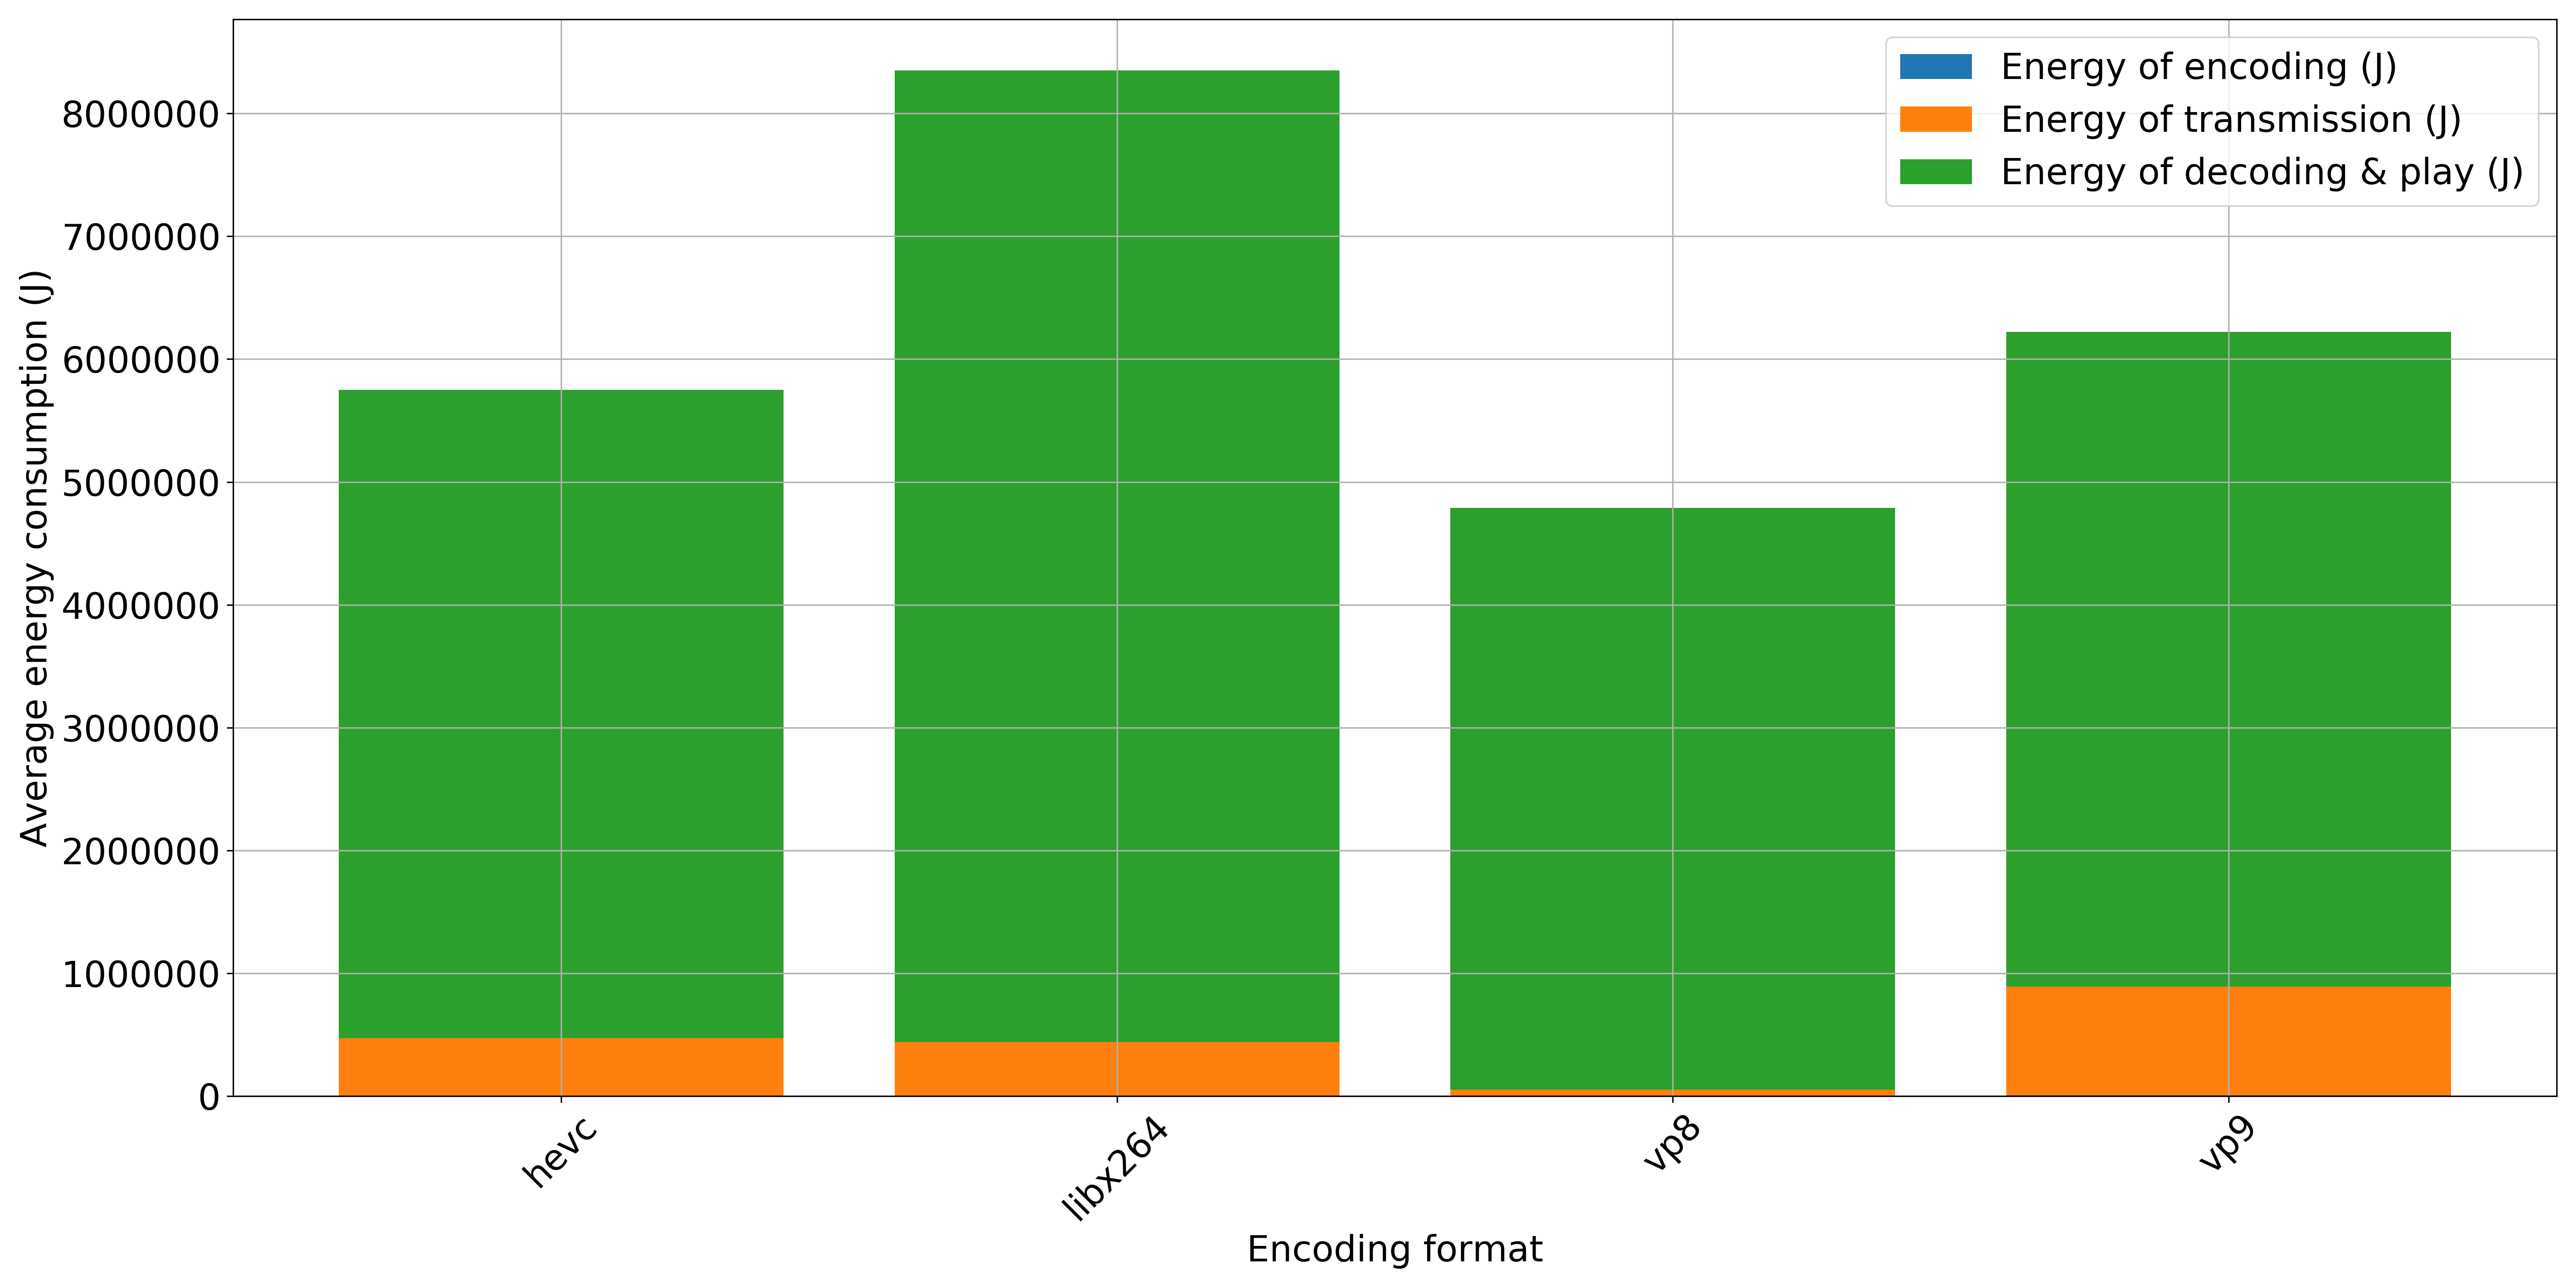 Energy of encoding (J)
Energy of transmission (J)
Energy of decoding & play (J)
Average energy consumption (J)
8000000
7000000
6000000
5000000
4000000
3000000
2000000
1000000
0
hevc
libx264
vp8
vp9
Encoding format